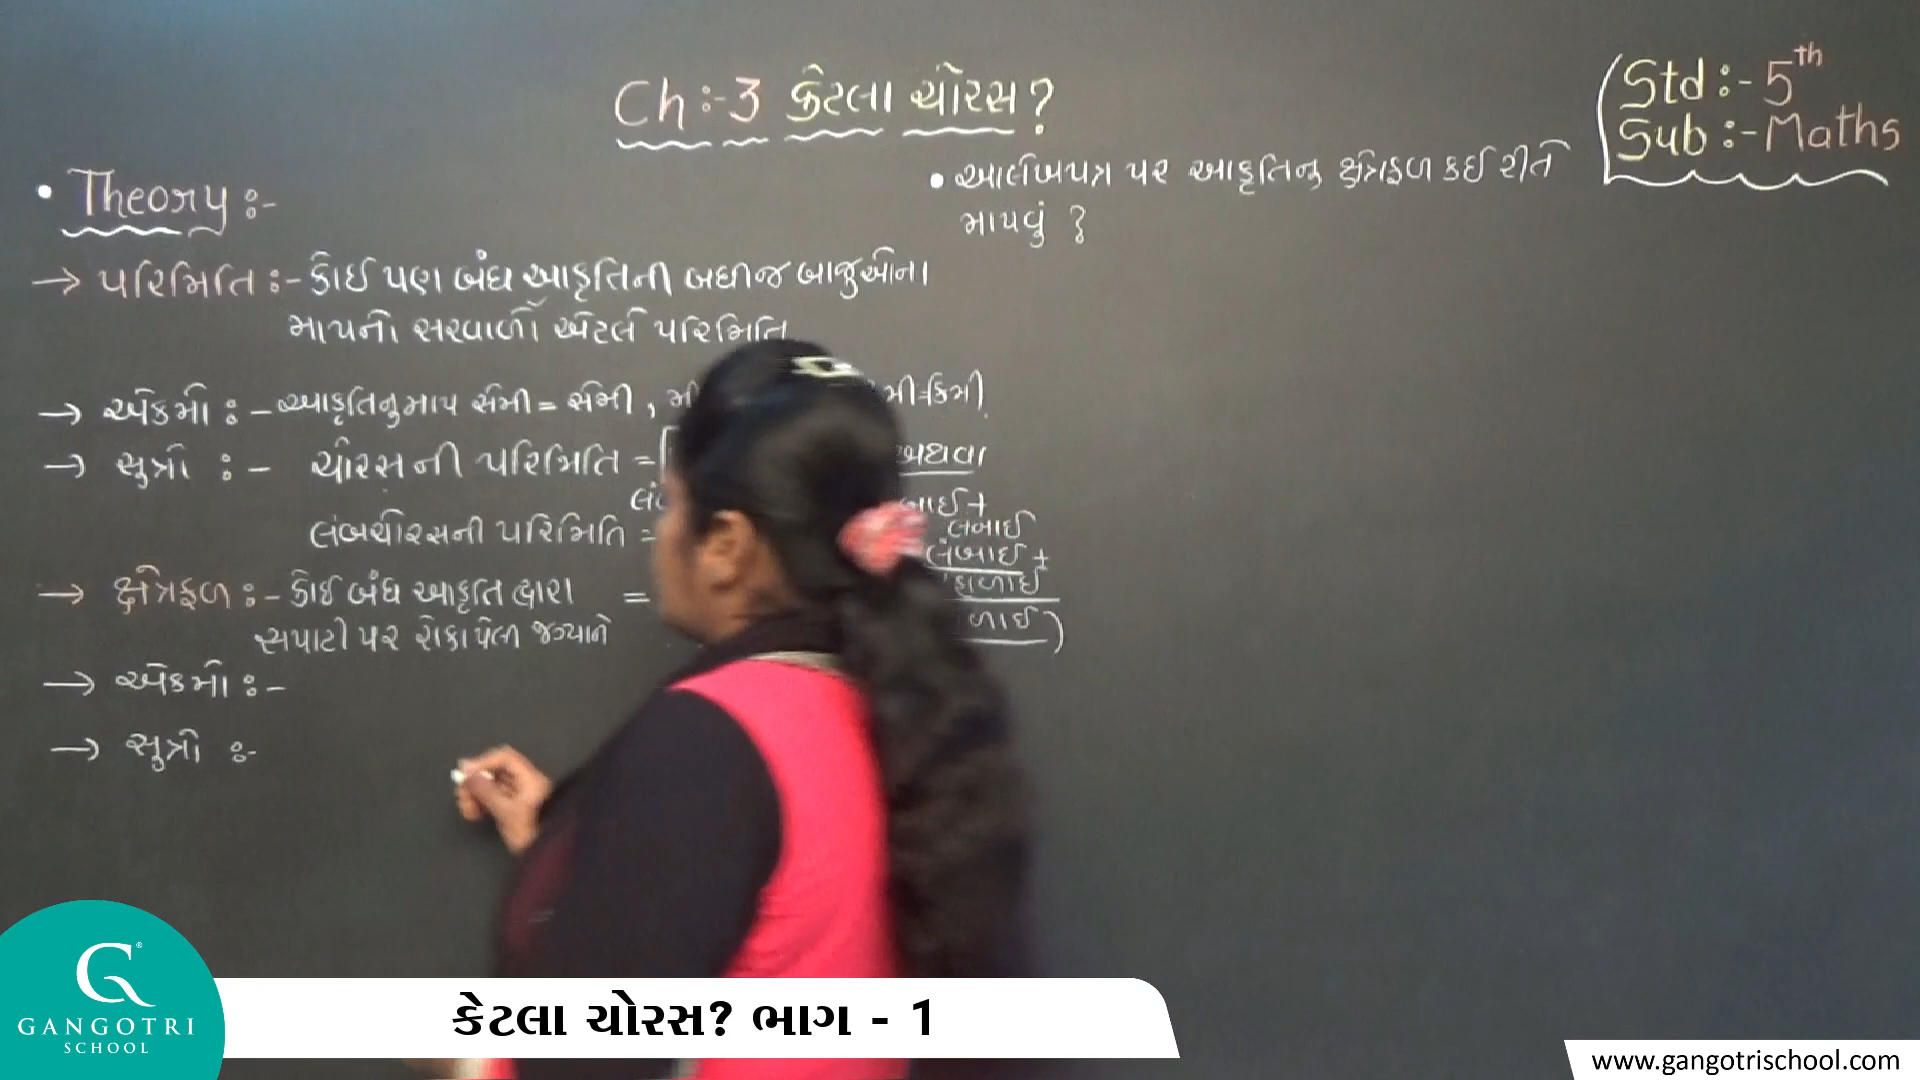 Ch :- 3 કેટલા ચોરસ ?
Std :- 5th
Sub :- Maths
• Theory :-
→ પરિમિતિ :- કોઈ પણ બંધ આકૃતિની બધીજ બાજુઓના
માપનો સરવાળો એટલે પરિમિતિ
→ એકમો :- આકૃતિનુ માપ સેમી = સેમી , મી = કિમી.
→ સુત્રો :- ચોરસની પરિમિતિ = અથવા
લંબચોરસની પરિમિતિ =
લંબાઈ
લંબાઈ +
→ ક્ષેત્રફળ :- કોઈ બંધ આકૃતિ દ્વારા =
સપાટી પર રોકાયેલ જગ્યાને
→ એકમો :-
→ સુત્રો :-
• આલેખપત્ર પર આકૃતિનુ ક્ષેત્રફળ કઈ રીતે
માપવું ?
GANGOTRI
SCHOOL
કેટલા ચોરસ? ભાગ - 1
www.gangotrischool.com